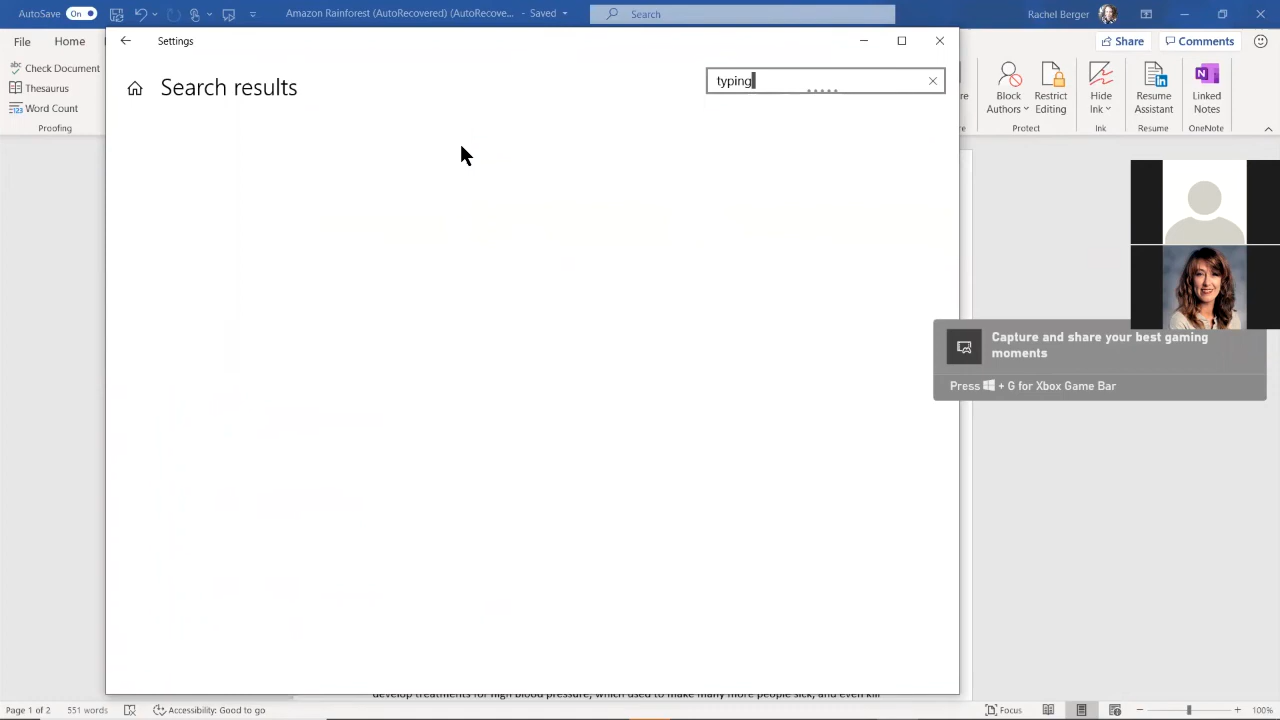 AutoSave On Amazon Rainforest (AutoRecovered) (AutoRecove... - Saved Search Rachel Berger
File Home Share Comments
Settings
Search results typing
Check Document
Thesaurus
123 Word Count
Proofing
Block Authors
Restricting Editing
Hide Ink
Resume Assistant
Linked Notes
Protect Ink Resume OneNote
Capture and share your best gaming
moments
Press + G for Xbox Game Bar
develop treatments for high blood pressure, which used to make many more people sick, and even kill
Page 1 of 2 551 words Accessibility: Good to go Focus 100%